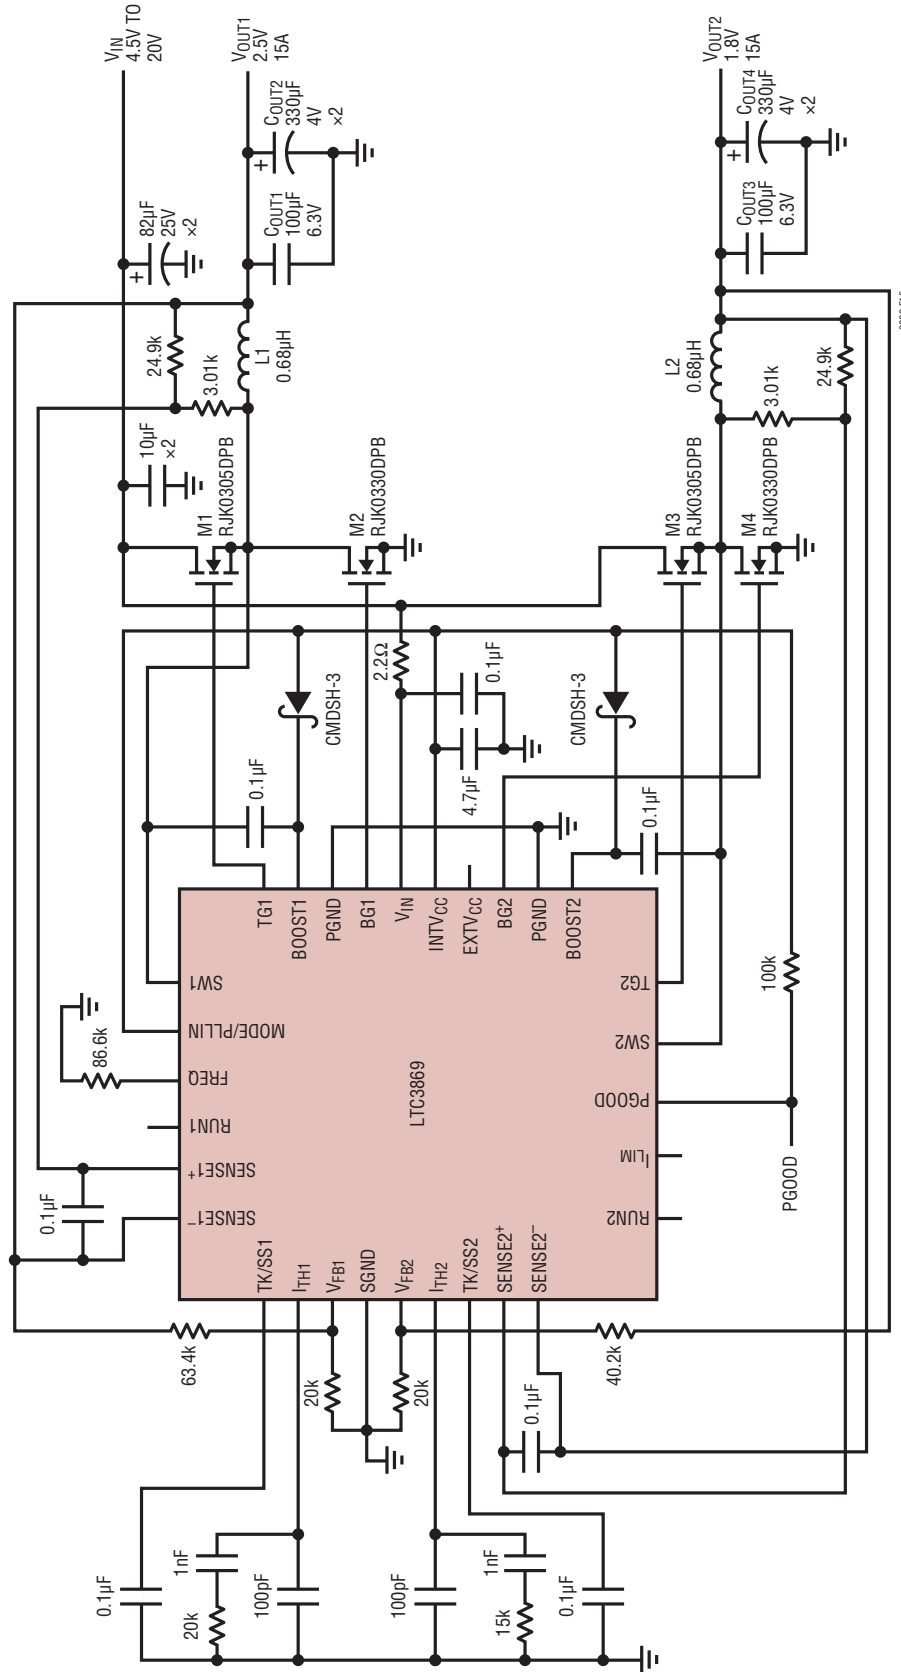 VIN
4.5V TO
20V
VOUT1
2.5V
15A
COUT2
330µF
4V
×2
+
COUT1
100µF
6.3V
82µF
25V
×2
+
24.9k
3.01k
L1
0.68µH
10µF
×2
M1
RJK0305DPB
M2
RJK0330DPB
VOUT2
1.8V
15A
COUT4
330µF
4V
×2
+
COUT3
100µF
6.3V
L2
0.68µH
3.01k
24.9k
M3
RJK0305DPB
M4
RJK0330DPB
2.2Ω
0.1µF
4.7µF
CMDSH-3
CMDSH-3
0.1µF
0.1µF
TG1
BOOST1
PGND
BG1
VIN
INTVCC
EXTVCC
BG2
PGND
BOOST2
SW1
MODE/PLLIN
FREQ
RUN1
SENSE1+
SENSE1–
LTC3869
TG2
SW2
PGOOD
ILIM
RUN2
TK/SS1
ITH1
VFB1
SGND
VFB2
ITH2
TK/SS2
SENSE2+
SENSE2–
86.6k
0.1µF
100k
PGOOD
63.4k
20k
20k
40.2k
0.1µF
0.1µF
1nF
20k
100pF
100pF
1nF
15k
0.1µF